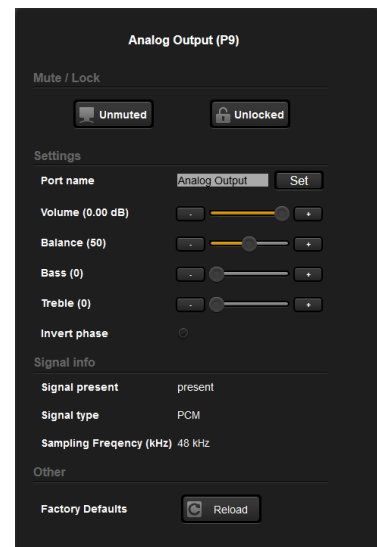 Analog Output (P9)
Mute / Lock
Unmuted Unlocked
Settings
Port name Analog Output Set
Volume (0.00 dB) - +
Balance (50) - +
Bass (0) - +
Treble (0) - +
Invert phase
Signal info
Signal present present
Signal type PCM
Sampling Freqency (kHz) 48 kHz
Other
Factory Defaults Reload